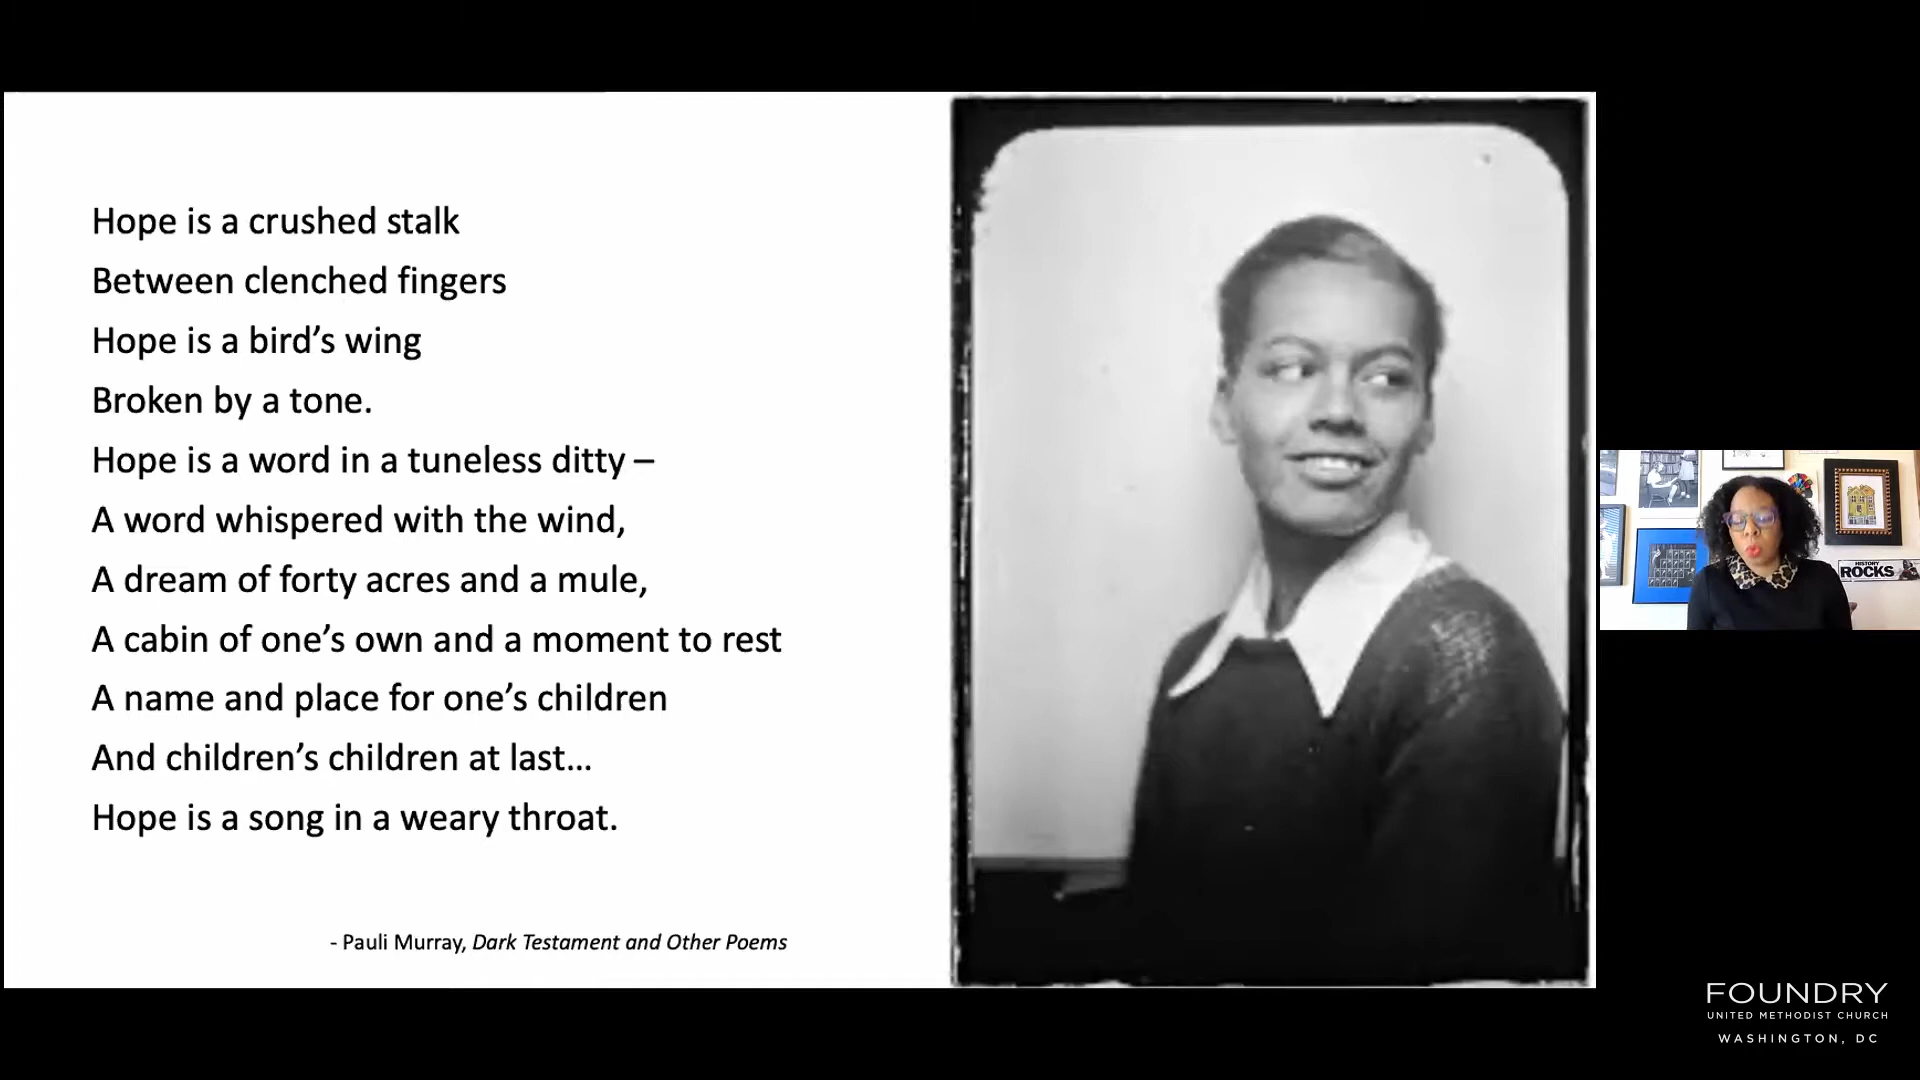 Hope is a crushed stalk
Between clenched fingers
Hope is a bird’s wing
Broken by a tone.
Hope is a word in a tuneless ditty –
A word whispered with the wind,
A dream of forty acres and a mule,
A cabin of one’s own and a moment to rest
A name and place for one’s children
And children’s children at last…
Hope is a song in a weary throat.
- Pauli Murray, Dark Testament and Other Poems
HISTORY
ROCKS
FOUNDRY
UNITED METHODIST CHURCH
WASHINGTON, DC